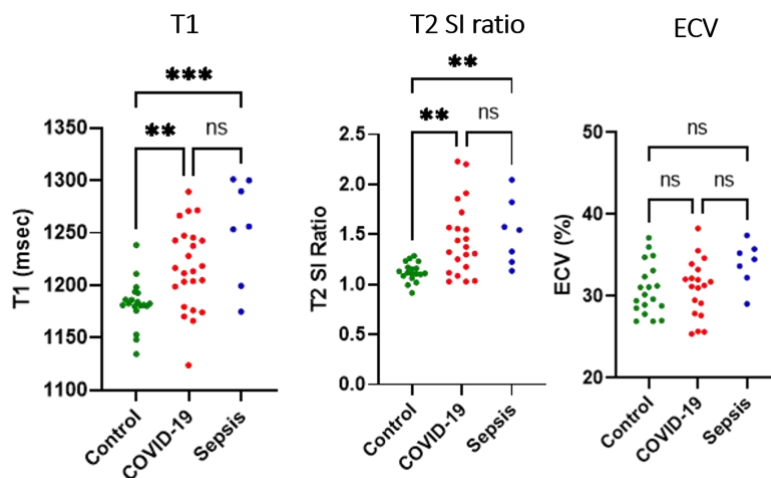 T1
***
**
ns
1350
1300
1250
1200
1150
1100
T1 (msec)
Control
COVID-19
Sepsis
T2 SI ratio
**
**
ns
2.5
2.0
1.5
1.0
0.5
0.0
T2 SI Ratio
Control
COVID-19
Sepsis
ECV
ns
ns
ns
50
40
30
20
ECV (%)
Control
COVID-19
Sepsis